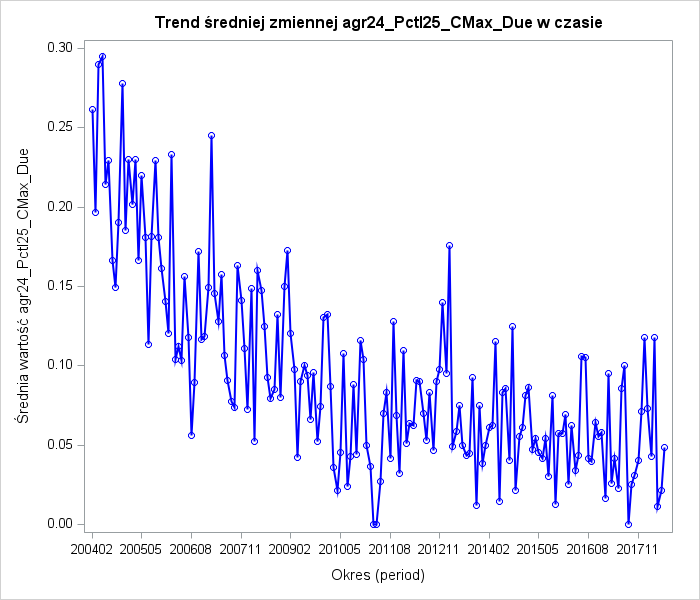 Trend średniej zmiennej agr24_Pctl25_CMax_Due w czasie
Średnia wartość agr24_Pctl25_CMax_Due
0.30
0.25
0.20
0.15
0.10
0.05
0.00
200402 200505 200608 200711 200902 201005 201108 201211 201402 201505 201608 201711
Okres (period)